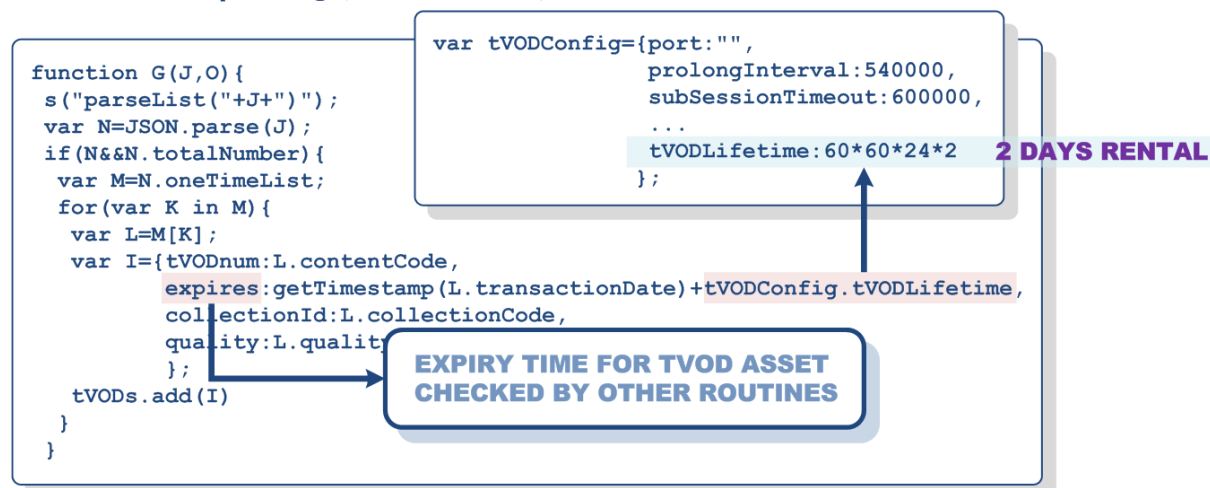 var tVODConfig={port:"",
prolongInterval:540000,
subSessionTimeout:600000,
...
tVODLifetime:60*60*24*2 2 DAYS RENTAL
};
function G(J,O){
s("parseList("+J+")");
var N=JSON.parse(J);
if(N&&N.totalNumber){
var M=N.oneTimeList;
for(var K in M){
var L=M[K];
var I={tVODnum:L.contentCode,
expires:getTimestamp(L.transactionDate)+tVODConfig.tVODLifetime,
collectionId:L.collectionCode,
quality:L.quality
};
tVODs.add(I)
}
}
EXPIRY TIME FOR TVOD ASSET
CHECKED BY OTHER ROUTINES